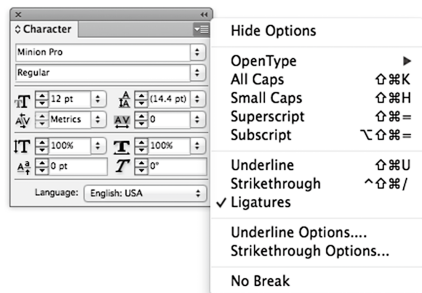 Character
Minion Pro
Regular
12 pt
(14.4 pt)
Metrics
0
100%
100%
0 pt
0°
Language: English: USA
Hide Options
OpenType
All Caps ⇧⌘K
Small Caps ⇧⌘H
Superscript ⇧⌘=
Subscript ⌥⇧⌘=
Underline ⇧⌘U
Strikethrough ^⇧⌘/
✓ Ligatures
Underline Options....
Strikethrough Options...
No Break